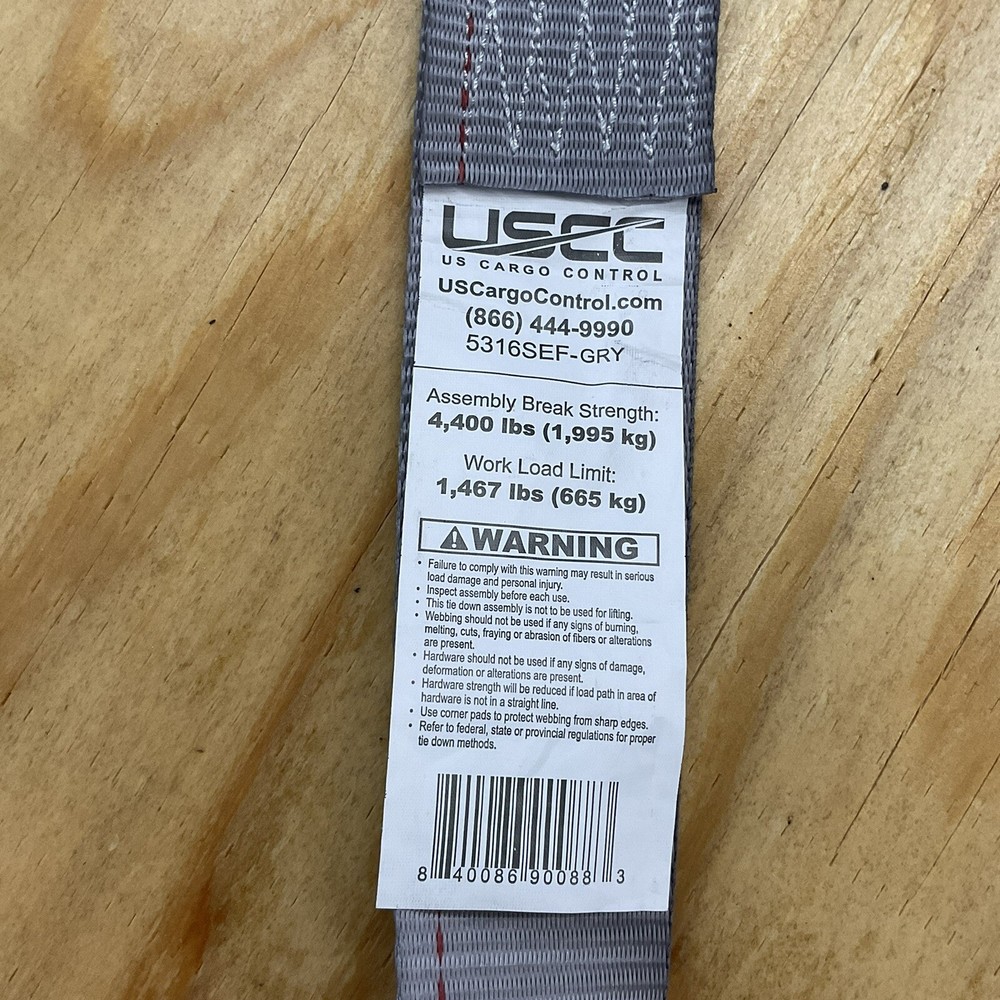 USCC
US CARGO CONTROL
USCargoControl.com
(866) 444-9990
5316SEF-GRY
Assembly Break Strength:
4,400 lbs (1,995 kg)
Work Load Limit:
1,467 lbs (665 kg)
WARNING
• Failure to comply with this warning may result in serious
load damage and personal injury.
• Inspect assembly before each use.
• This tie down assembly is not to be used for lifting.
• Webbing should not be used if any signs of burning,
melting, cuts, fraying or abrasion of fibers or alterations
are present.
• Hardware should not be used if any signs of damage,
deformation or alterations are present.
• Hardware strength will be reduced if load path in area of
hardware is not in a straight line.
• Use corner pads to protect webbing from sharp edges.
• Refer to federal, state or provincial regulations for proper
tie down methods.
8 40086 90088 3